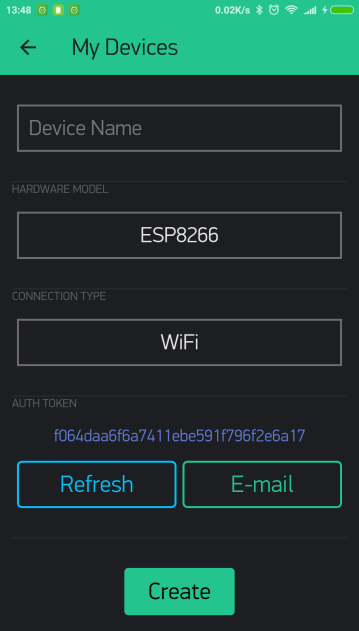 13:48 0.02K/s
My Devices
Device Name
HARDWARE MODEL
ESP8266
CONNECTION TYPE
WiFi
AUTH TOKEN
f064daa6f6a7411ebe591f796f2e6a17
Refresh E-mail
Create